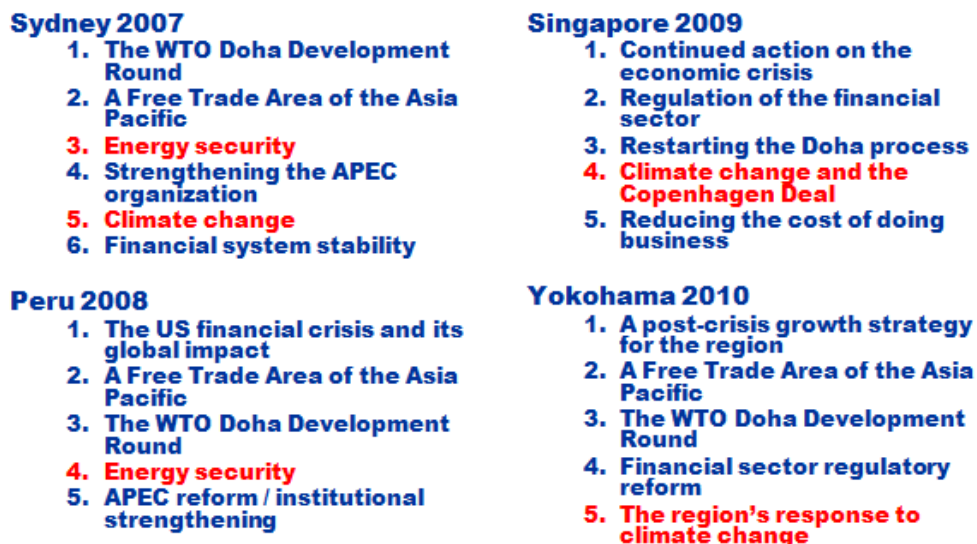 Sydney 2007
1. The WTO Doha Development
Round
2. A Free Trade Area of the Asia
Pacific
3. Energy security
4. Strengthening the APEC
organization
5. Climate change
6. Financial system stability
Peru 2008
1. The US financial crisis and its
global impact
2. A Free Trade Area of the Asia
Pacific
3. The WTO Doha Development
Round
4. Energy security
5. APEC reform / institutional
strengthening
Singapore 2009
1. Continued action on the
economic crisis
2. Regulation of the financial
sector
3. Restarting the Doha process
4. Climate change and the
Copenhagen Deal
5. Reducing the cost of doing
business
Yokohama 2010
1. A post-crisis growth strategy
for the region
2. A Free Trade Area of the Asia
Pacific
3. The WTO Doha Development
Round
4. Financial sector regulatory
reform
5. The region's response to
climate change